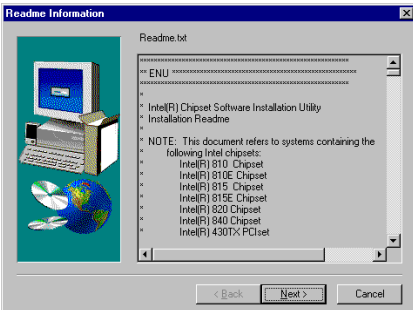 Readme Information
Readme.txt
** ENU **
* Intel(R) Chipset Software Installation Utility
* Installation Readme
*
* NOTE: This document refers to systems containing the
* following Intel chipsets:
* Intel(R) 810 Chipset
* Intel(R) 810E Chipset
* Intel(R) 815 Chipset
* Intel(R) 815E Chipset
* Intel(R) 820 Chipset
* Intel(R) 840 Chipset
* Intel(R) 430TX PCIset
< Back
Next >
Cancel